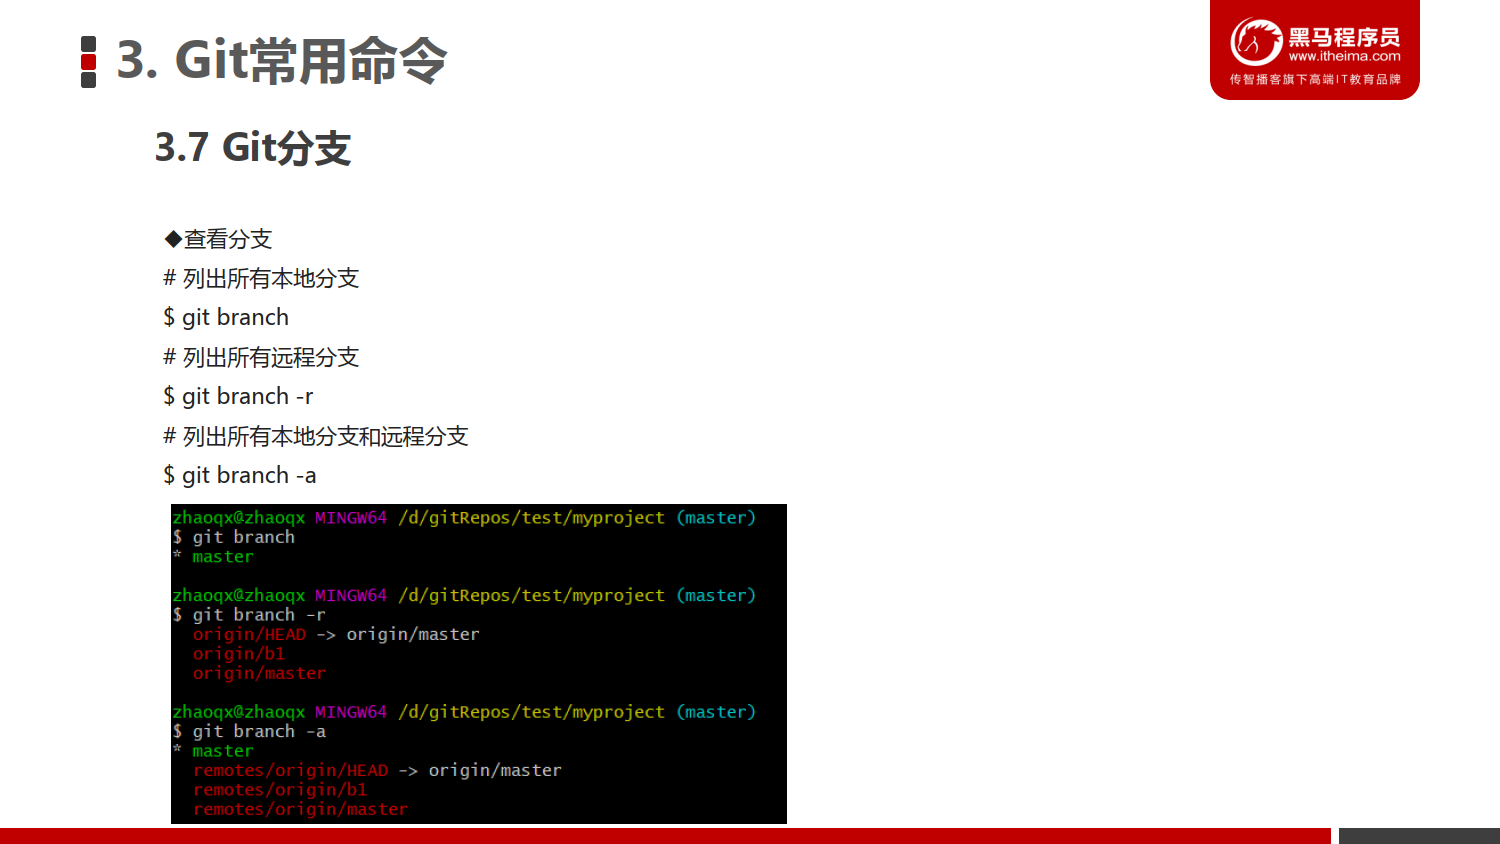 3. Git常用命令
黑马程序员
www.itheima.com
传智播客旗下高端IT教育品牌
3.7 Git分支
◆查看分支
# 列出所有本地分支
$ git branch
# 列出所有远程分支
$ git branch -r
# 列出所有本地分支和远程分支
$ git branch -a
zhaoqx@zhaoqx MINGW64 /d/gitRepos/test/myproject (master)
$ git branch
* master
zhaoqx@zhaoqx MINGW64 /d/gitRepos/test/myproject (master)
$ git branch -r
origin/HEAD -> origin/master
origin/b1
origin/master
zhaoqx@zhaoqx MINGW64 /d/gitRepos/test/myproject (master)
$ git branch -a
* master
remotes/origin/HEAD -> origin/master
remotes/origin/b1
remotes/origin/master